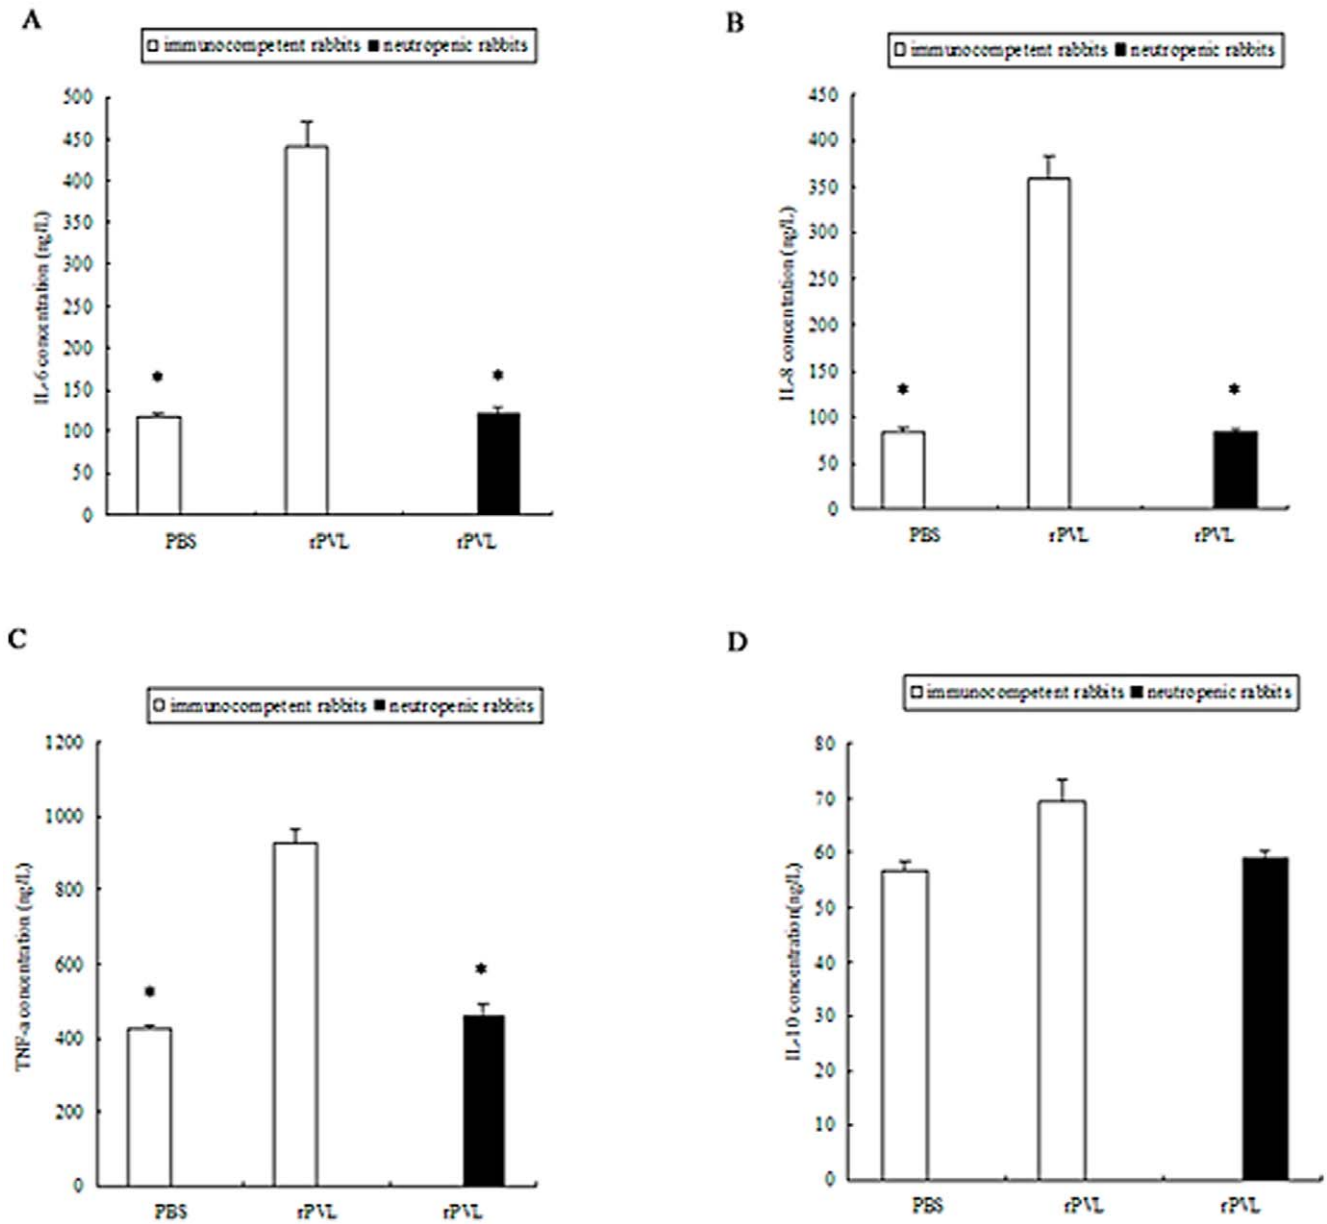 A
immunocompetent rabbits neutropenic rabbits
500
450
400
350
300
250
200
150
100
50
0
IL-6 concentration (ng/L)
*
*
PBS rPVL rPVL
B
immunocompetent rabbits neutropenic rabbits
450
400
350
300
250
200
150
100
50
0
IL-8 concentration (ng/L)
*
*
PBS rPVL rPVL
C
immunocompetent rabbits neutropenic rabbits
1200
1000
800
600
400
200
0
TNF-a concentration (ng/L)
*
*
PBS rPVL rPVL
D
immunocompetent rabbits neutropenic rabbits
80
70
60
50
40
30
20
10
0
IL-10 concentration(ng/L)
PBS rPVL rPVL